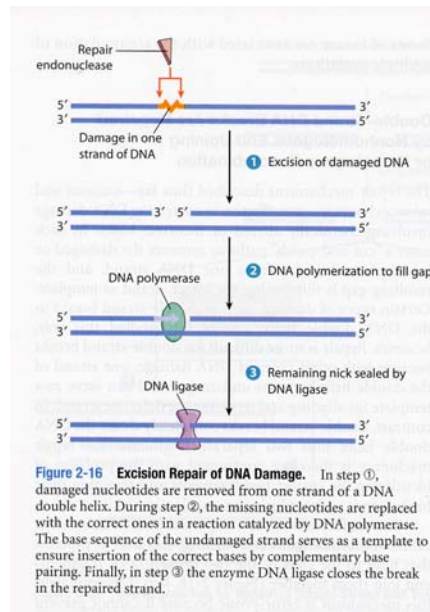 Repair
endonuclease
5′ 3′
3′ 5′
Damage in one
strand of DNA
1 Excision of damaged DNA
5′ 3′ 5′ 3′
3′ 5′
2 DNA polymerization to fill gap
DNA polymerase
5′ 3′
3′ 5′
3 Remaining nick sealed by
DNA ligase
DNA ligase
5′ 3′
3′ 5′
Figure 2-16 Excision Repair of DNA Damage. In step ①,
damaged nucleotides are removed from one strand of a DNA
double helix. During step ②, the missing nucleotides are replaced
with the correct ones in a reaction catalyzed by DNA polymerase.
The base sequence of the undamaged strand serves as a template to
ensure insertion of the correct bases by complementary base
pairing. Finally, in step ③ the enzyme DNA ligase closes the break
in the repaired strand.